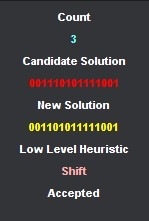 Count
3
Candidate Solution
001110101111001
New Solution
001101011111001
Low Level Heuristic
Shift
Accepted